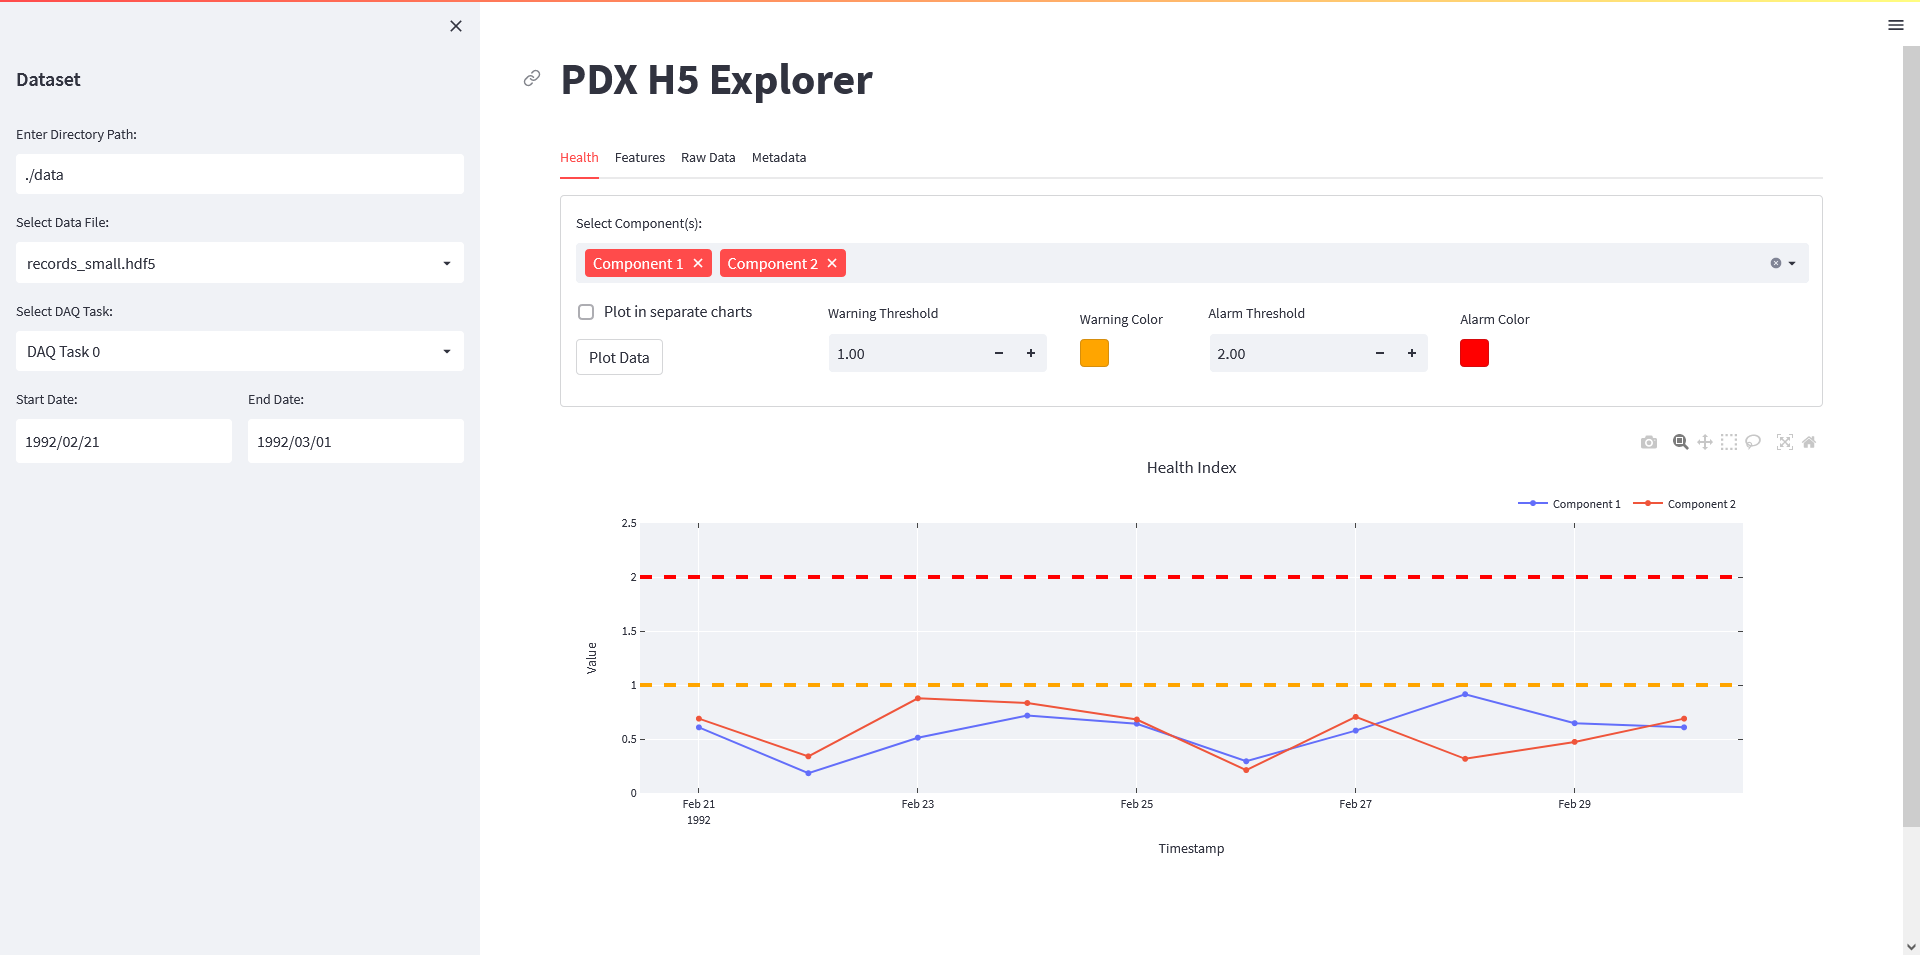 Dataset
Enter Directory Path:
./data
Select Data File:
records_small.hdf5
Select DAQ Task:
DAQ Task 0
Start Date: End Date:
1992/02/21 1992/03/01
PDX H5 Explorer
Health Features Raw Data Metadata
Select Component(s):
Component 1 Component 2
Plot in separate charts
Plot Data
Warning Threshold
1.00
Warning Color
Alarm Threshold
2.00
Alarm Color
Health Index
Component 1 Component 2
2.5
2
1.5
1
0.5
0
Value
Feb 21 Feb 23 Feb 25 Feb 27 Feb 29
1992
Timestamp